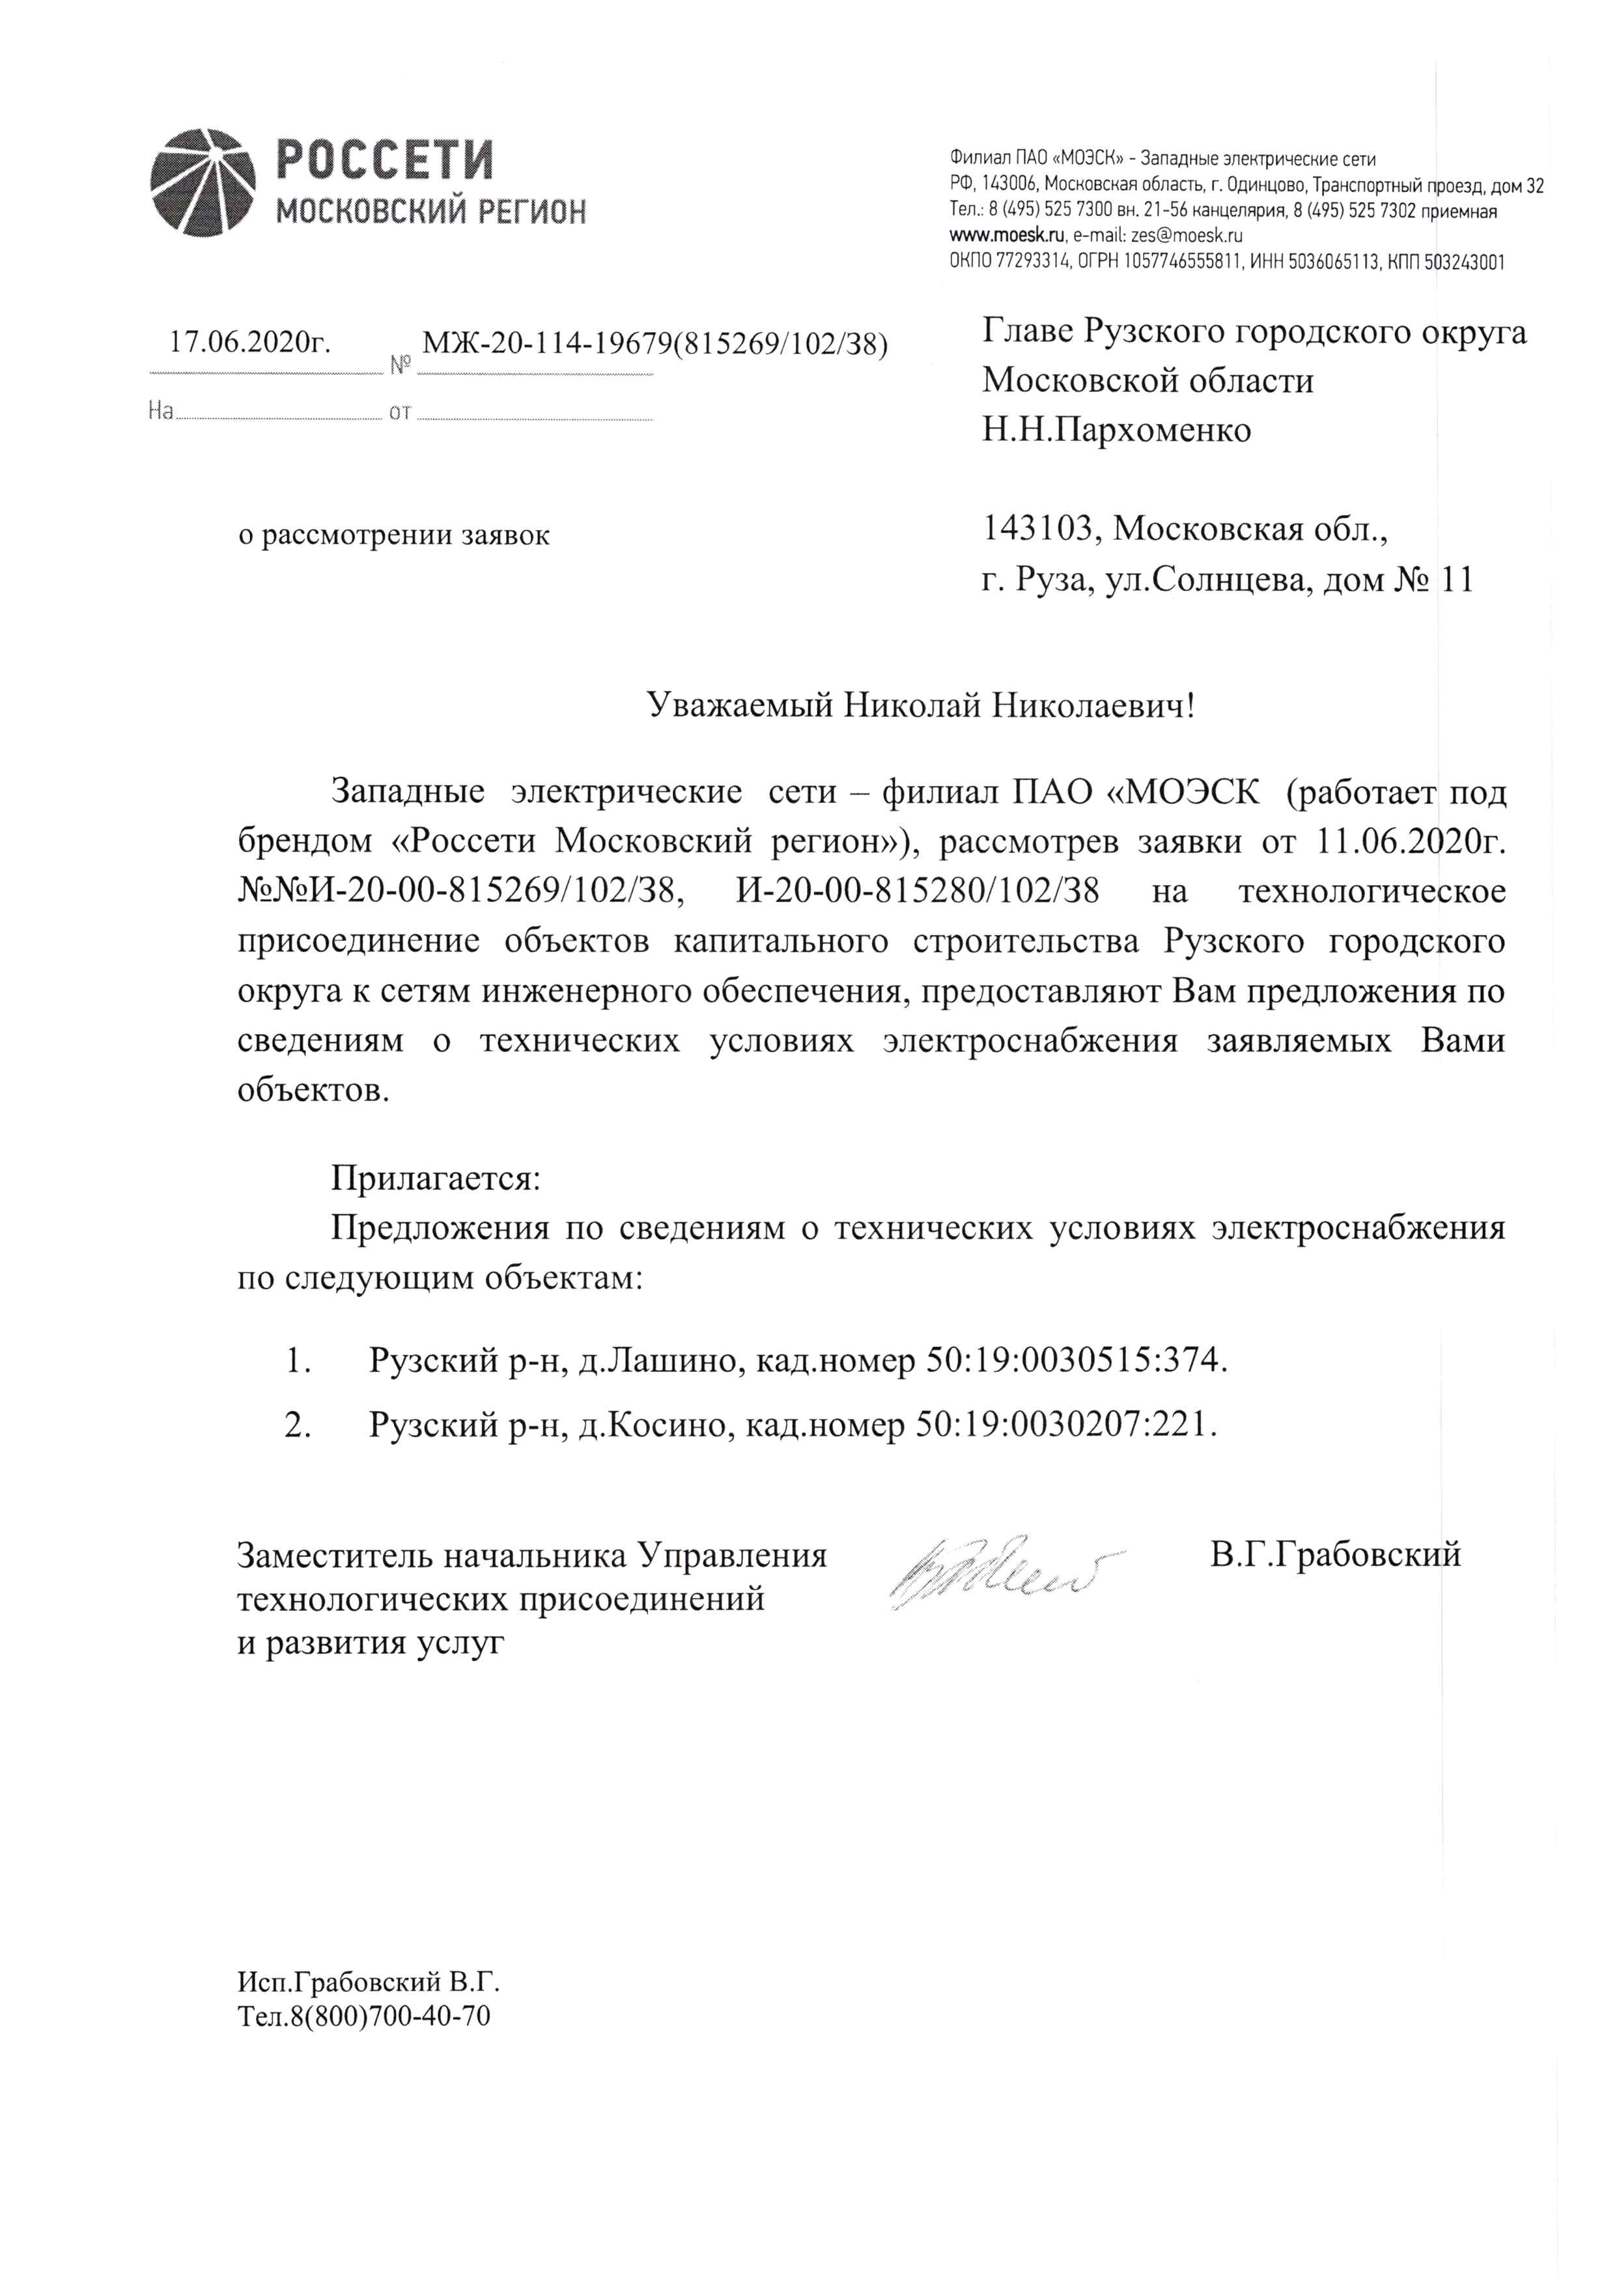 РОССЕТИ
МОСКОВСКИЙ РЕГИОН
Филиал ПАО «МОЭСК» - Западные электрические сети
РФ, 143006, Московская область, г. Одинцово, Транспортный проезд, дом 32
Тел.: 8 (495) 525 7300 вн. 21-56 канцелярия, 8 (495) 525 7302 приемная
www.moesk.ru, e-mail: zes@moesk.ru
ОКПО 77293314, ОГРН 1057746555811, ИНН 5036065113, КПП 503243001
17.06.2020г. № МЖ-20-114-19679(815269/102/38)
На от
Главе Рузского городского округа
Московской области
Н.Н.Пархоменко
о рассмотрении заявок
143103, Московская обл.,
г. Руза, ул.Солнцева, дом № 11
Уважаемый Николай Николаевич!
Западные электрические сети – филиал ПАО «МОЭСК (работает под
брендом «Россети Московский регион»), рассмотрев заявки от 11.06.2020г.
№№И-20-00-815269/102/38, И-20-00-815280/102/38 на технологическое
присоединение объектов капитального строительства Рузского городского
округа к сетям инженерного обеспечения, предоставляют Вам предложения по
сведениям о технических условиях электроснабжения заявляемых Вами
объектов.
Прилагается:
Предложения по сведениям о технических условиях электроснабжения
по следующим объектам:
1. Рузский р-н, д.Лашино, кад.номер 50:19:0030515:374.
2. Рузский р-н, д.Косино, кад.номер 50:19:0030207:221.
Заместитель начальника Управления
технологических присоединений
и развития услуг
В.Г.Грабовский
Исп.Грабовский В.Г.
Тел.8(800)700-40-70